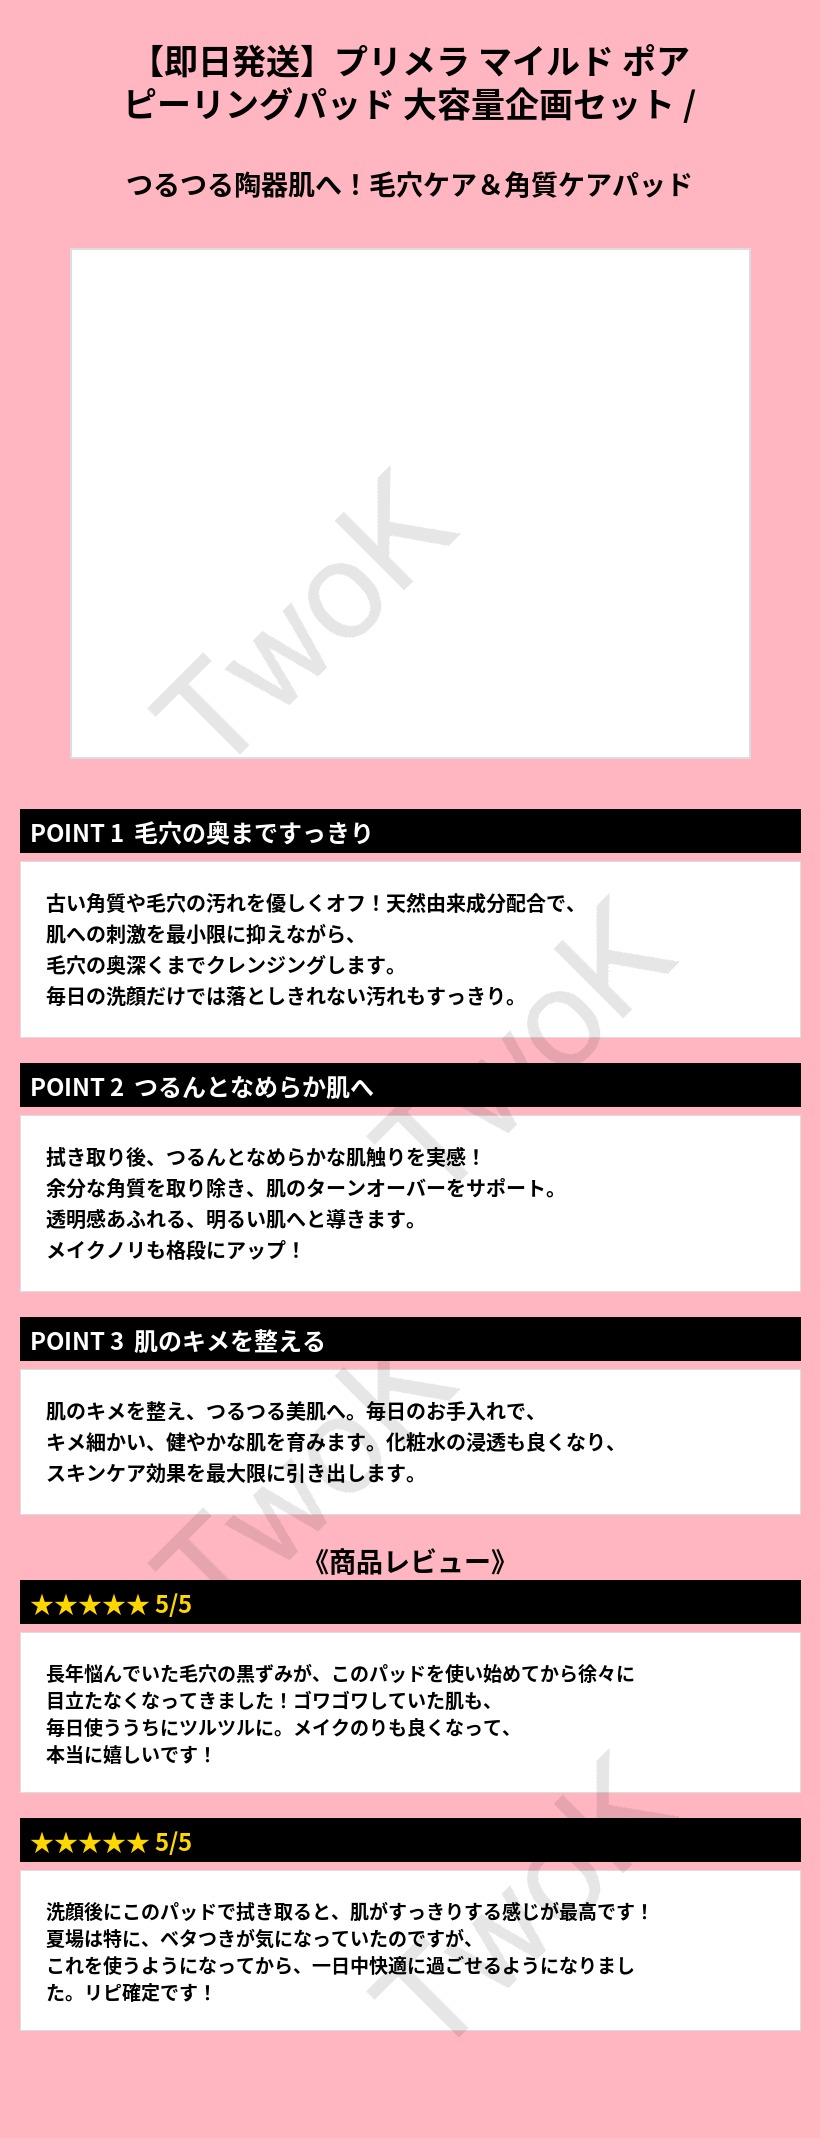 【即日発送】プリメラ マイルド ポア
ピーリングパッド 大容量企画セット /
つるつる陶器肌へ！毛穴ケア＆角質ケアパッド
TwoK
POINT 1 毛穴の奥まですっきり
古い角質や毛穴の汚れを優しくオフ！天然由来成分配合で、
肌への刺激を最小限に抑えながら、
毛穴の奥深くまでクレンジングします。
毎日の洗顔だけでは落としきれない汚れもすっきり。
TwoK
POINT 2 つるんとなめらか肌へ
拭き取り後、つるんとなめらかな肌触りを実感！
余分な角質を取り除き、肌のターンオーバーをサポート。
透明感あふれる、明るい肌へと導きます。
メイクノリも格段にアップ！
POINT 3 肌のキメを整える
肌のキメを整え、つるつる美肌へ。毎日のお手入れで、
キメ細かい、健やかな肌を育みます。化粧水の浸透も良くなり、
スキンケア効果を最大限に引き出します。
TwoK
《商品レビュー》
★★★★★ 5/5
長年悩んでいた毛穴の黒ずみが、このパッドを使い始めてから徐々に
目立たなくなってきました！ゴワゴワしていた肌も、
毎日使ううちにツルツルに。メイクのりも良くなって、
本当に嬉しいです！
★★★★★ 5/5
洗顔後にこのパッドで拭き取ると、肌がすっきりする感じが最高です！
夏場は特に、ベタつきが気になっていたのですが、
これを使うようになってから、一日中快適に過ごせるようになりまし
た。リピ確定です！
TwoK